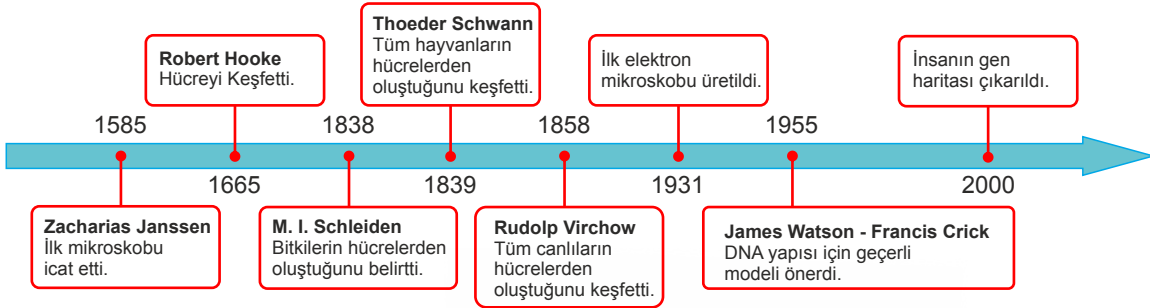 Thoeder Schwann
Tüm hayvanların
hücrelerden
oluştuğunu keşfetti.
Robert Hooke
Hücreyi Keşfetti.
İlk elektron
mikroskobu üretildi.
İnsanın gen
haritası çıkarıldı.
1585
1838
1858
1955
1665
1839
1931
2000
Zacharias Janssen
İlk mikroskobu
icat etti.
M. I. Schleiden
Bitkilerin hücrelerden
oluştuğunu belirtti.
Rudolp Virchow
Tüm canlıların
hücrelerden
oluştuğunu keşfetti.
James Watson - Francis Crick
DNA yapısı için geçerli
modeli önerdi.